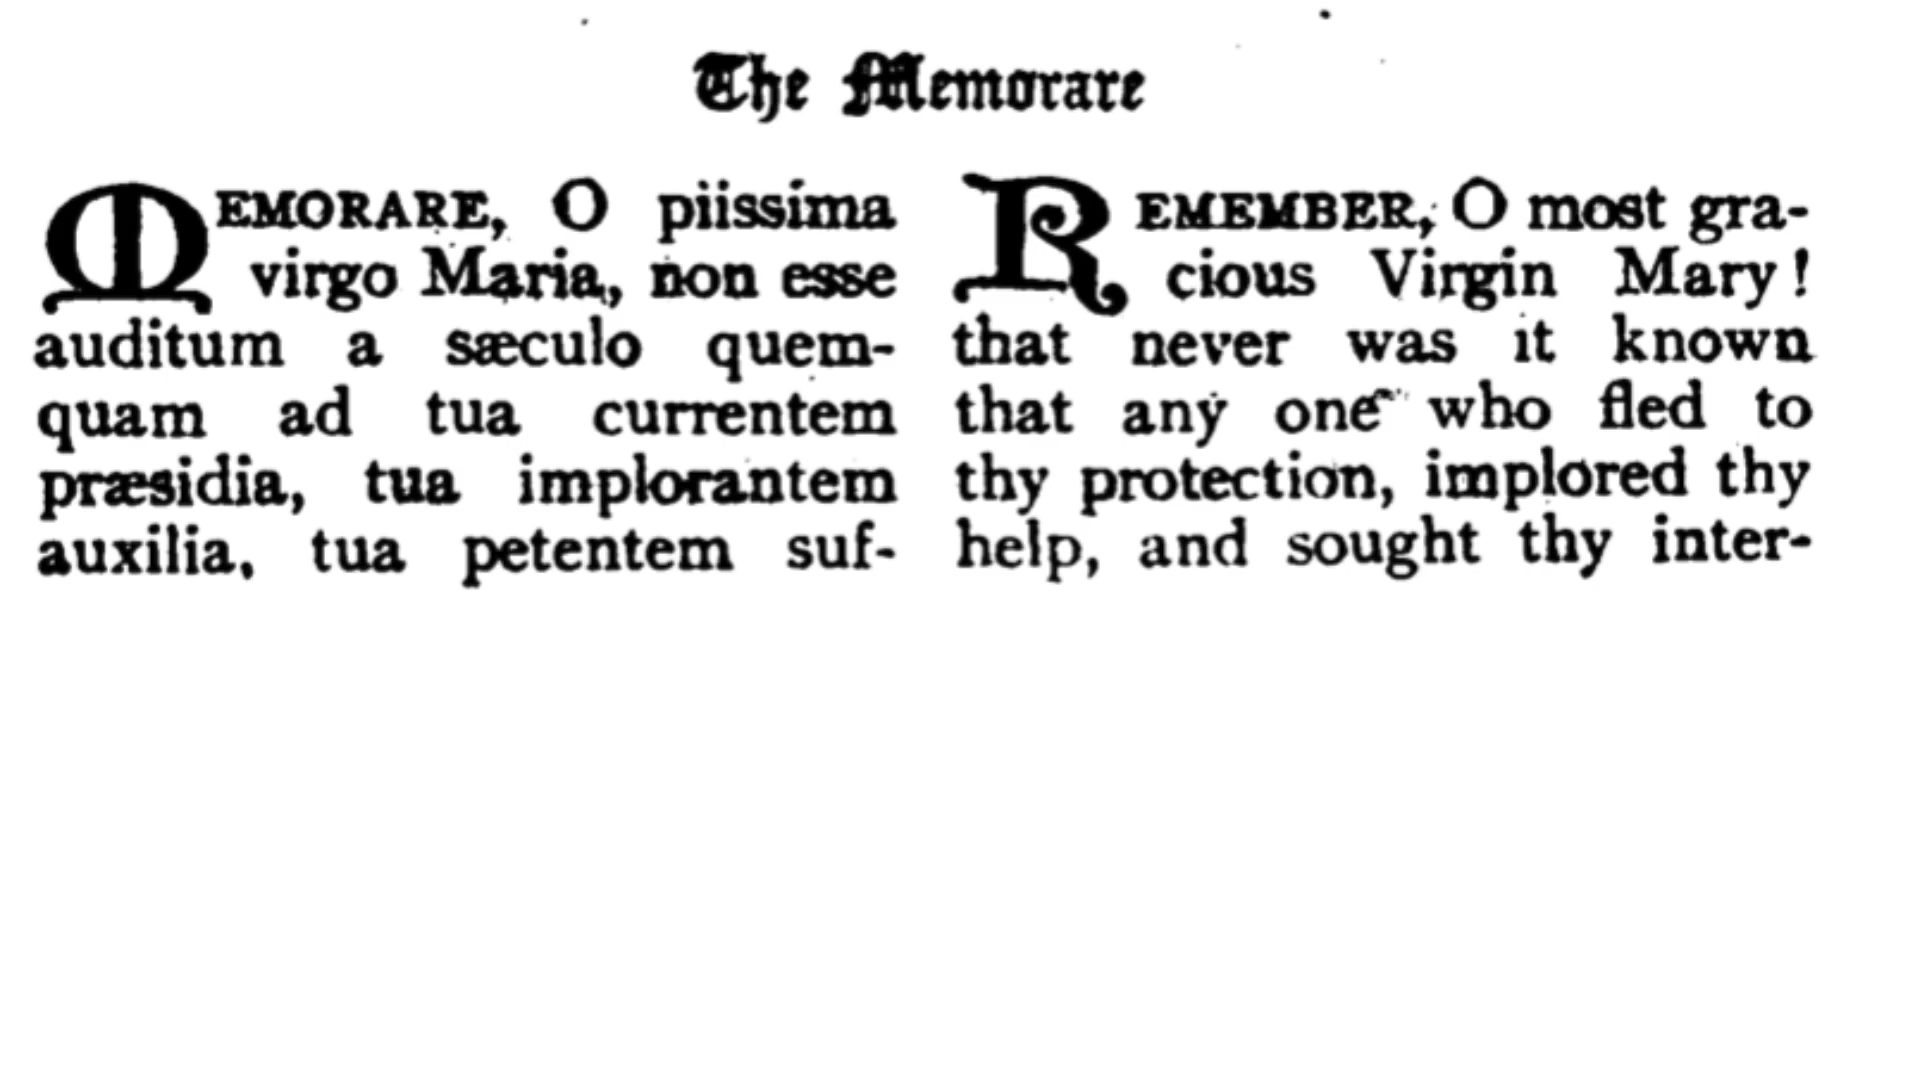 The Memorare
MEMORARE, O piissima
virgo Maria, non esse
auditum a sæculo quem-
quam ad tua currentem
præsidia, tua implorantem
auxilia, tua petentem suf-
REMEMBER, O most gra-
cious Virgin Mary!
that never was it known
that any one who fled to
thy protection, implored thy
help, and sought thy inter-